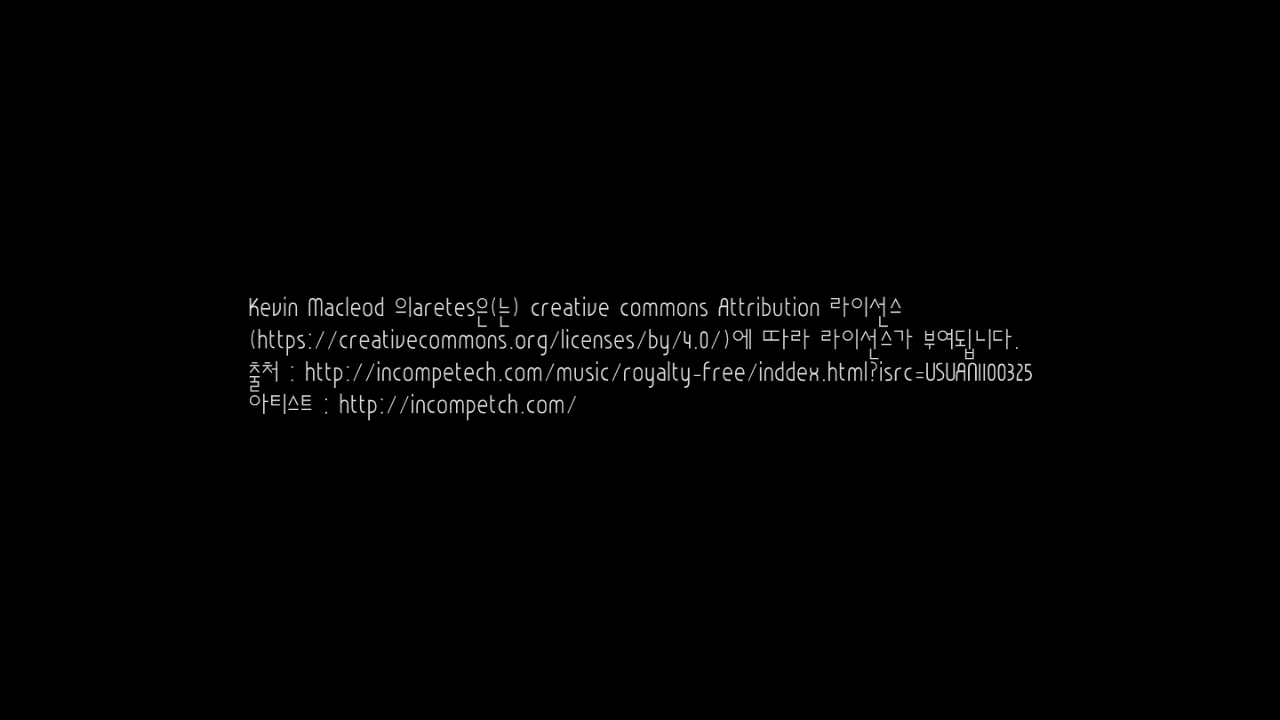 Kevin Macleod 의aretes은(는) creative commons Attribution 라이선스
(https://creativecommons.org/licenses/by/4.0/)에 따라 라이선스가 부여됩니다.
출처 : http://incompetech.com/music/royalty-free/inddex.html?isrc=USUAN1100325
아티스트 : http://incompetch.com/